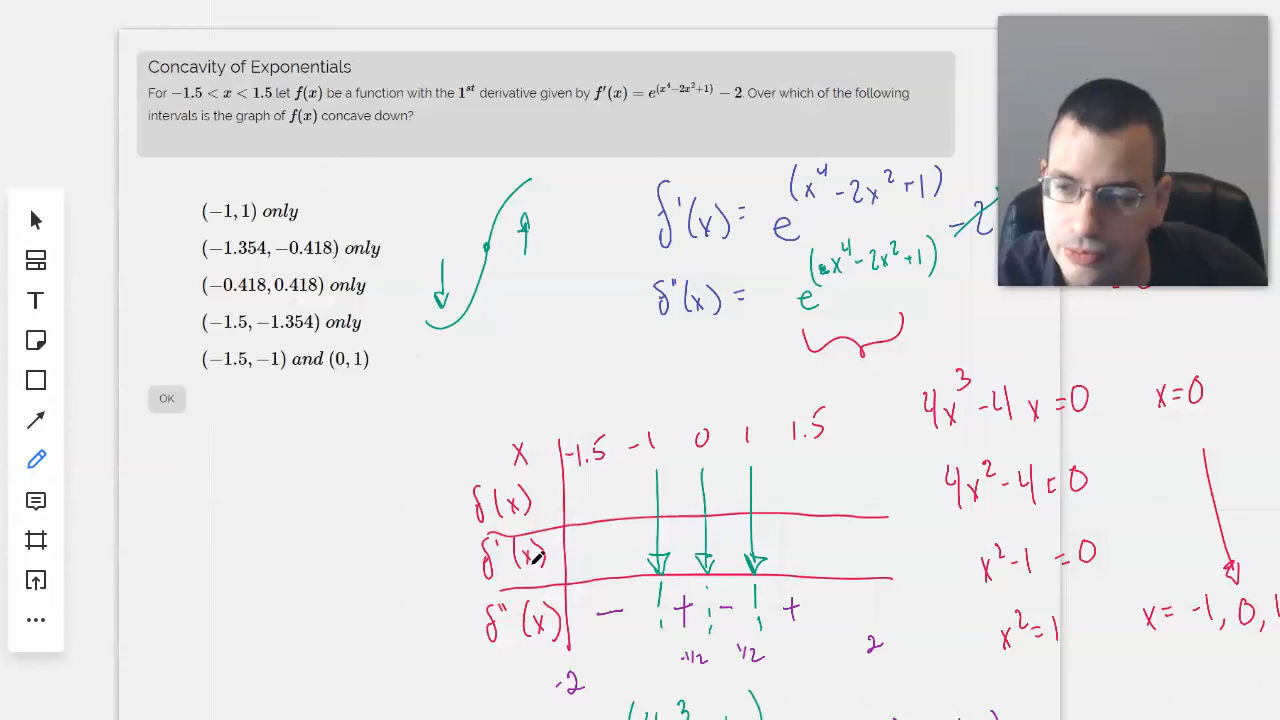 Concavity of Exponentials
For −1.5 < x < 1.5 let f(x) be a function with the 1ˢᵗ derivative given by f′(x) = e^(x⁴−2x²+1) − 2. Over which of the following
intervals is the graph of f(x) concave down?
(−1, 1) only
(−1.354, −0.418) only
(−0.418, 0.418) only
(−1.5, −1.354) only
(−1.5, −1) and (0, 1)
OK
f'(x) = e^(x⁴ - 2x² + 1) - 2
f"(x) = e^(x⁴ - 2x² + 1)
4x³ - 4x = 0 x = 0
4x² - 4 = 0
x² - 1 = 0
x² = 1 x = -1, 0, 1
x -1.5 -1 0 1 1.5
f(x)
f'(x)
f"(x) - + - +
-2 -1/2 1/2 2